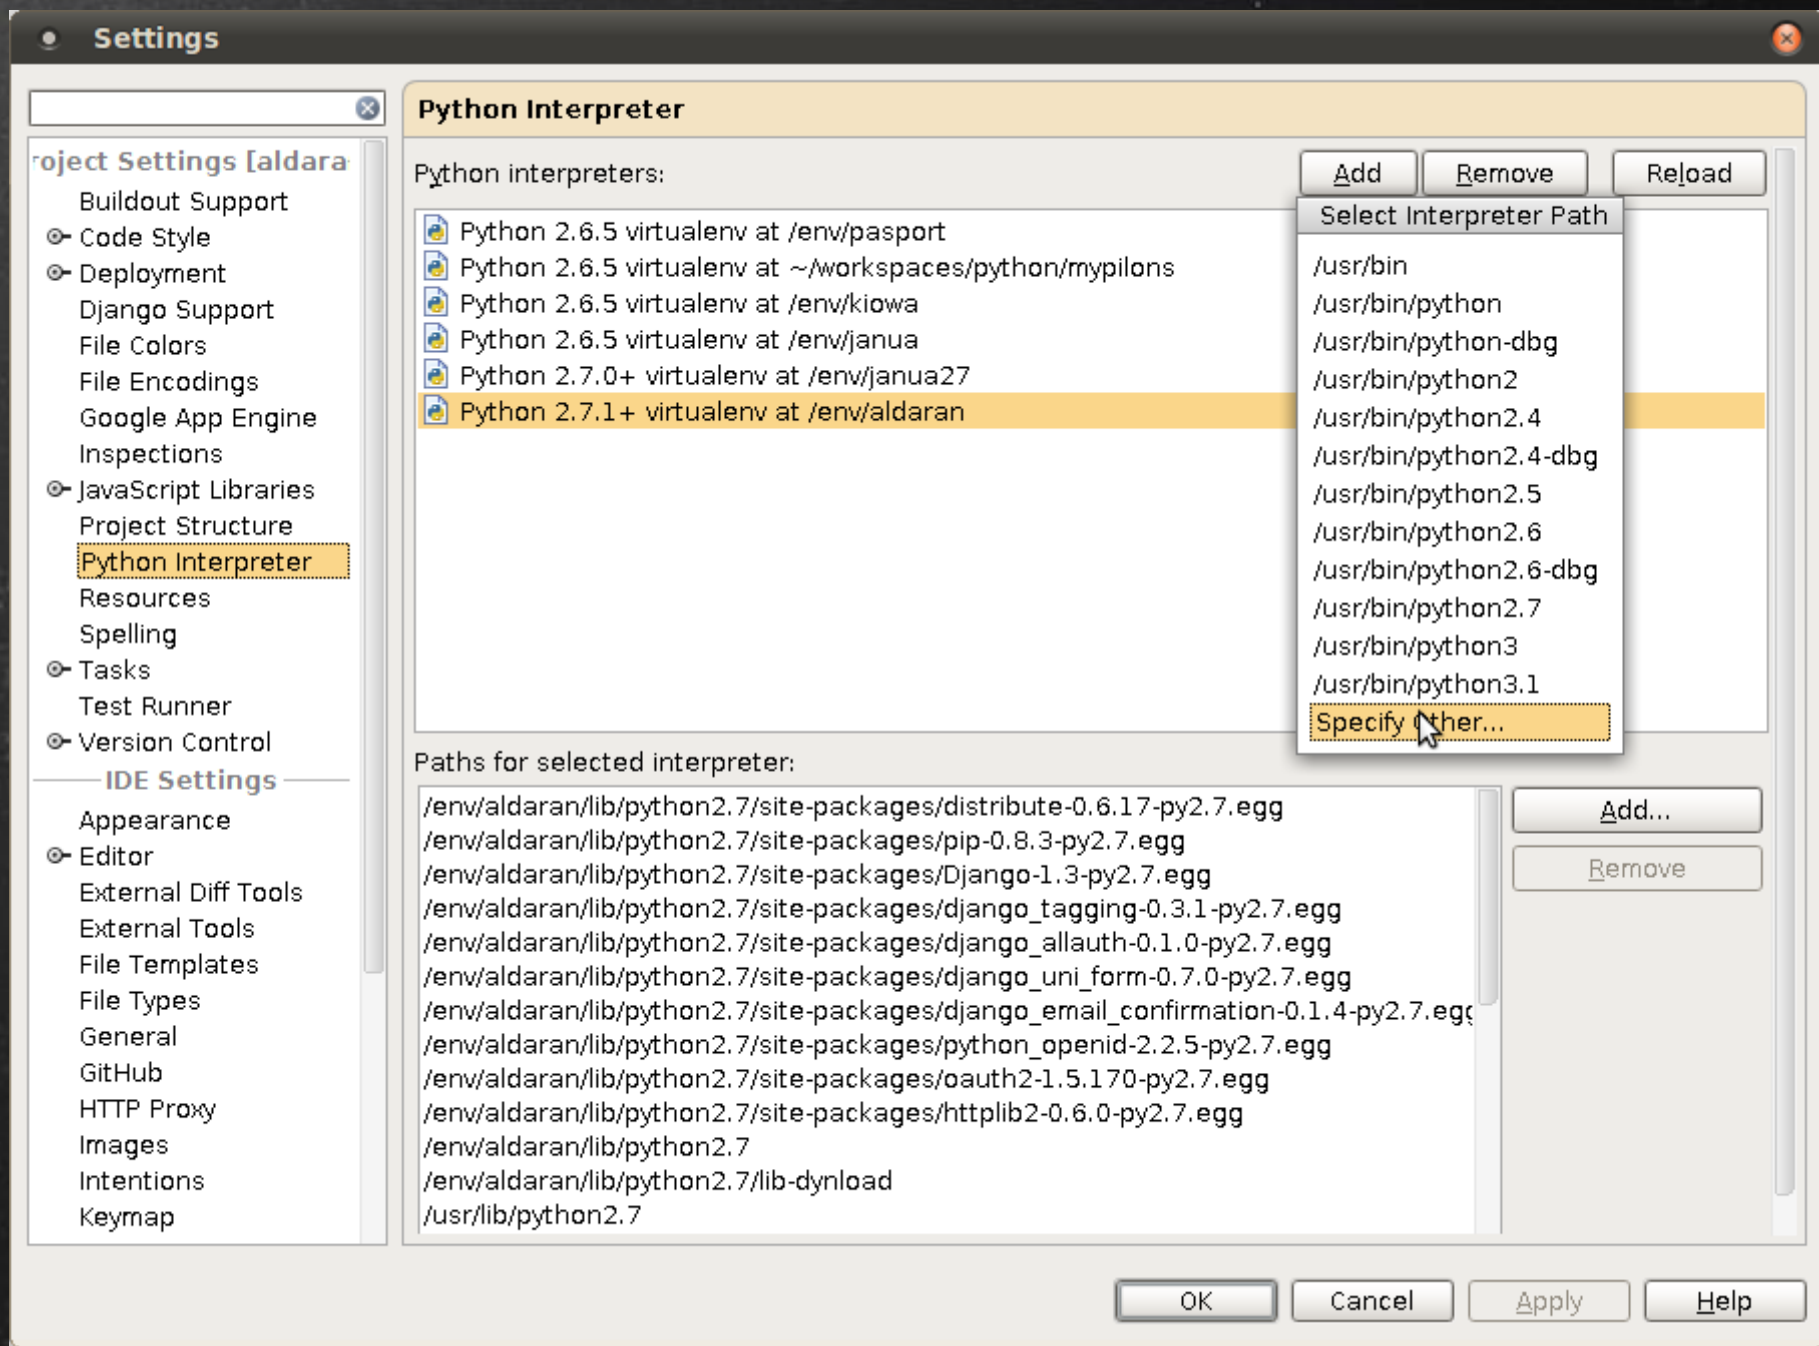 Settings
roject Settings [aldara
Buildout Support
Code Style
Deployment
Django Support
File Colors
File Encodings
Google App Engine
Inspections
JavaScript Libraries
Project Structure
Python Interpreter
Resources
Spelling
Tasks
Test Runner
Version Control
IDE Settings
Appearance
Editor
External Diff Tools
External Tools
File Templates
File Types
General
GitHub
HTTP Proxy
Images
Intentions
Keymap
Python Interpreter
Python interpreters:
Add
Remove
Reload
Python 2.6.5 virtualenv at /env/pasport
Python 2.6.5 virtualenv at ~/workspaces/python/mypilons
Python 2.6.5 virtualenv at /env/kiowa
Python 2.6.5 virtualenv at /env/janua
Python 2.7.0+ virtualenv at /env/janua27
Python 2.7.1+ virtualenv at /env/aldaran
Select Interpreter Path
/usr/bin
/usr/bin/python
/usr/bin/python-dbg
/usr/bin/python2
/usr/bin/python2.4
/usr/bin/python2.4-dbg
/usr/bin/python2.5
/usr/bin/python2.6
/usr/bin/python2.6-dbg
/usr/bin/python2.7
/usr/bin/python3
/usr/bin/python3.1
Specify Other...
Paths for selected interpreter:
/env/aldaran/lib/python2.7/site-packages/distribute-0.6.17-py2.7.egg
/env/aldaran/lib/python2.7/site-packages/pip-0.8.3-py2.7.egg
/env/aldaran/lib/python2.7/site-packages/Django-1.3-py2.7.egg
/env/aldaran/lib/python2.7/site-packages/django_tagging-0.3.1-py2.7.egg
/env/aldaran/lib/python2.7/site-packages/django_allauth-0.1.0-py2.7.egg
/env/aldaran/lib/python2.7/site-packages/django_uni_form-0.7.0-py2.7.egg
/env/aldaran/lib/python2.7/site-packages/django_email_confirmation-0.1.4-py2.7.egg
/env/aldaran/lib/python2.7/site-packages/python_openid-2.2.5-py2.7.egg
/env/aldaran/lib/python2.7/site-packages/oauth2-1.5.170-py2.7.egg
/env/aldaran/lib/python2.7/site-packages/httplib2-0.6.0-py2.7.egg
/env/aldaran/lib/python2.7
/env/aldaran/lib/python2.7/lib-dynload
/usr/lib/python2.7
Add...
Remove
OK
Cancel
Apply
Help